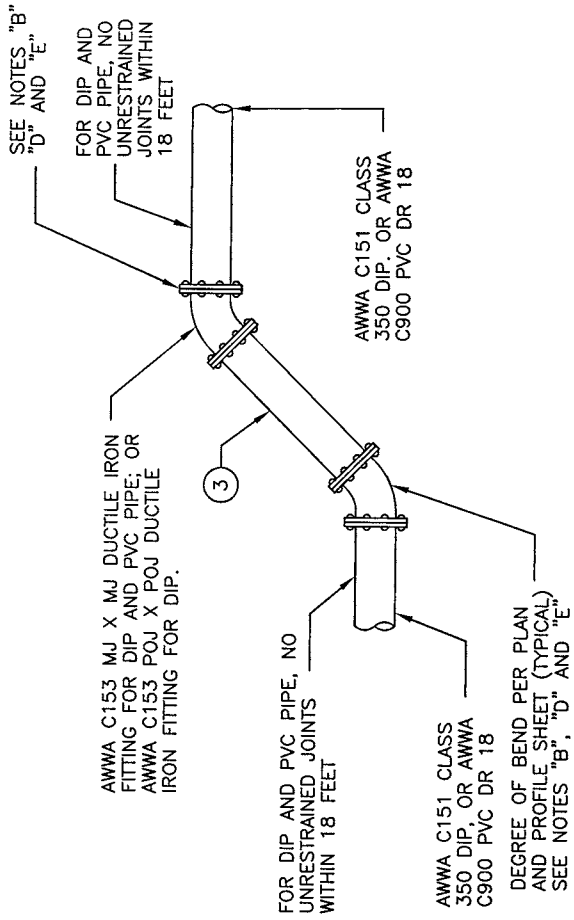 SEE NOTES "B"
"D" AND "E"
FOR DIP AND
PVC PIPE, NO
UNRESTRAINED
JOINTS WITHIN
18 FEET
AWWA C151 CLASS
350 DIP. OR AWWA
C900 PVC DR 18
AWWA C153 MJ X MJ DUCTILE IRON
FITTING FOR DIP AND PVC PIPE; OR
AWWA C153 POJ X POJ DUCTILE
IRON FITTING FOR DIP.
3
FOR DIP AND PVC PIPE, NO
UNRESTRAINED JOINTS
WITHIN 18 FEET
AWWA C151 CLASS
350 DIP, OR AWWA
C900 PVC DR 18
DEGREE OF BEND PER PLAN
AND PROFILE SHEET (TYPICAL)
SEE NOTES "B", "D" AND "E"